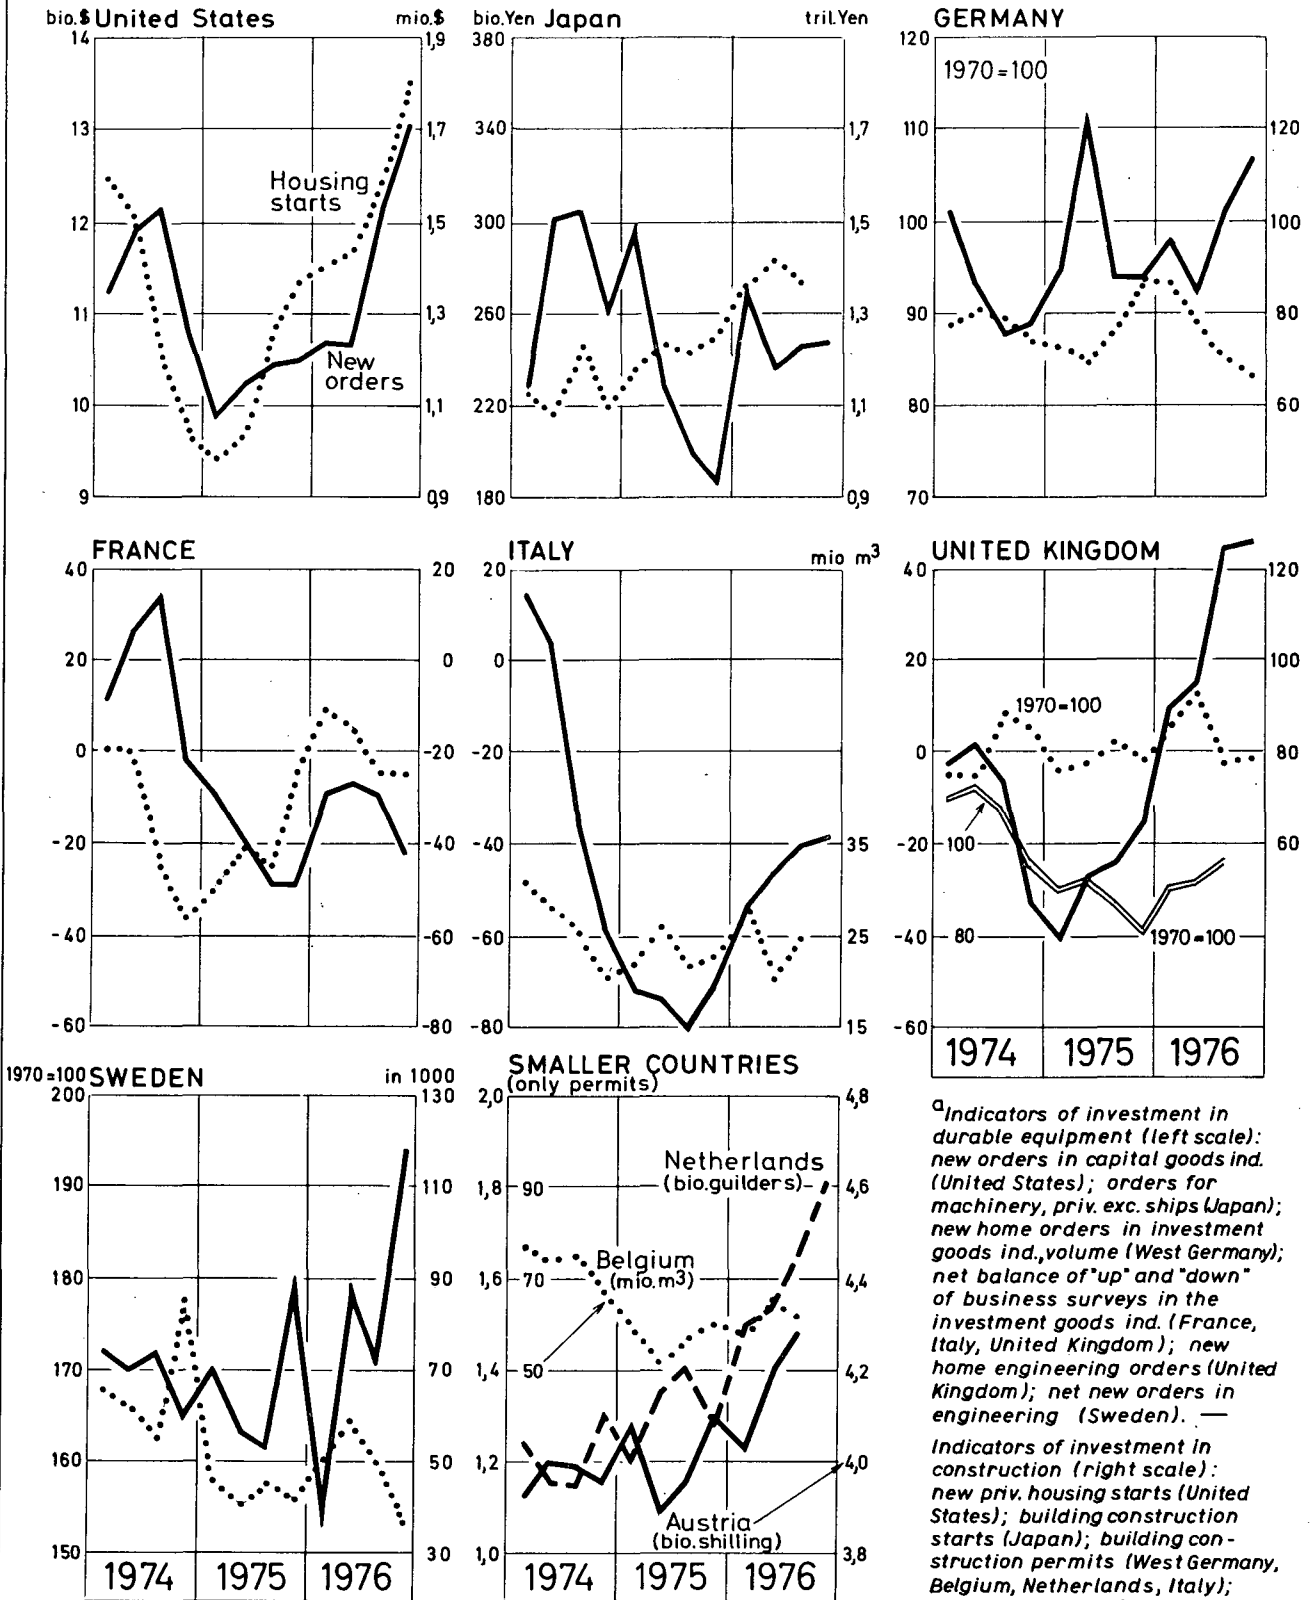 bio.$ United States mio.$
14
13
12
11
10
9
1,9
1,7
1,5
1,3
1,1
0,9
Housing
starts
New
orders
bio.Yen Japan tril.Yen
380
340
300
260
220
180
1,7
1,5
1,3
1,1
0,9
GERMANY
120
110
100
90
80
70
1970=100
120
100
80
60
FRANCE
40
20
0
-20
-40
-60
20
0
-20
-40
-60
-80
ITALY mio m³
20
0
-20
-40
-60
-80
35
25
15
UNITED KINGDOM
40
20
0
-20
-40
-60
120
100
80
60
1970=100
100
80
1970=100
1974 1975 1976
1970=100 SWEDEN in 1000
200
190
180
170
160
150
130
110
90
70
50
30
1974 1975 1976
SMALLER COUNTRIES
(only permits)
2,0
1,8
1,6
1,4
1,2
1,0
4,8
4,6
4,4
4,2
4,0
3,8
Netherlands
(bio.guilders)
90
Belgium
70 (mio.m³)
50
Austria
(bio.shilling)
1974 1975 1976
aIndicators of investment in
durable equipment (left scale):
new orders in capital goods ind.
(United States); orders for
machinery, priv. exc. ships (Japan);
new home orders in investment
goods ind., volume (West Germany);
net balance of "up" and "down"
of business surveys in the
investment goods ind. (France,
Italy, United Kingdom); new
home engineering orders (United
Kingdom); net new orders in
engineering (Sweden). —
Indicators of investment in
construction (right scale):
new priv. housing starts (United
States); building construction
starts (Japan); building con-
struction permits (West Germany,
Belgium, Netherlands, Italy);